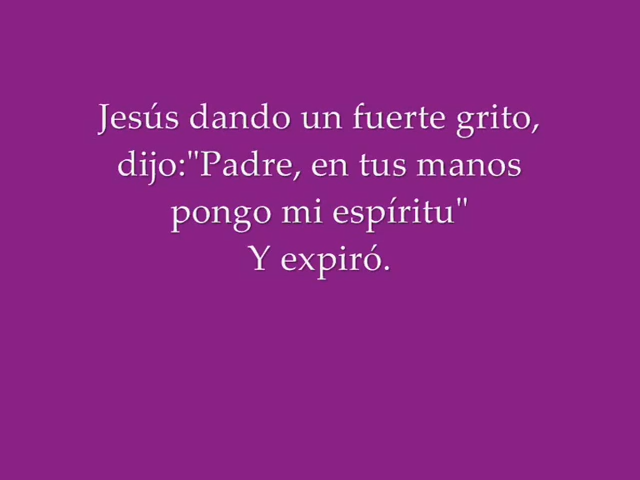 Jesús dando un fuerte grito,
dijo:"Padre, en tus manos
pongo mi espíritu"
Y expiró.